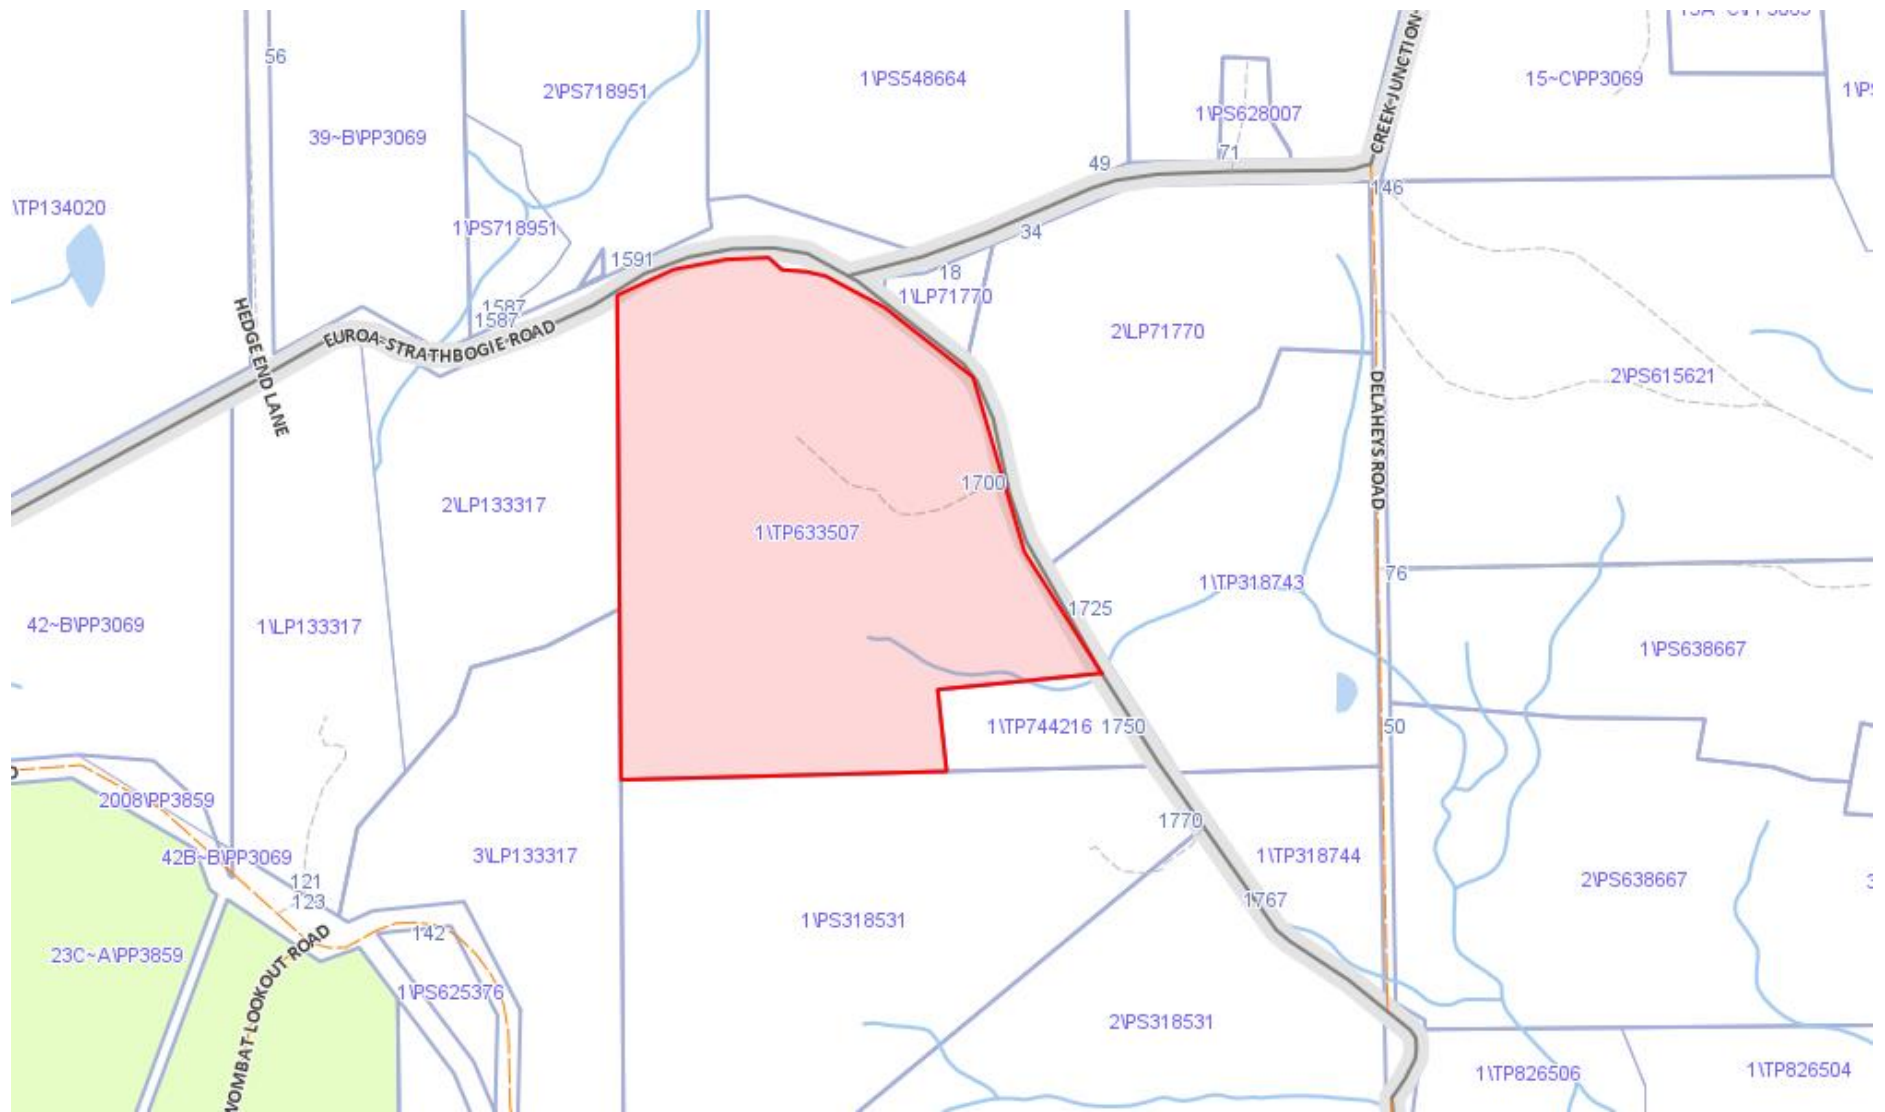 56
39~B\PP3069
2\PS718951
1\PS548664
1\PS628007
15~C\PP3069
CREEK-JUNCTION
\TP134020
1\PS718951
49
71
146
34
1591
18
1\LP71770
2\LP71770
1587
1587
HEDGE END LANE
EUROA-STRATHBOGIE ROAD
2\PS615621
DELAHEYS ROAD
2\LP133317
1700
1\TP633507
76
1\TP318743
1725
42~B\PP3069
1\LP133317
1\PS638667
1\TP744216
1750
50
2008\PP3859
1770
42B~B\PP3069
3\LP133317
1\TP318744
121
2\PS638667
123
1767
1\PS318531
142
23C~A\PP3859
WOMBAT LOOKOUT ROAD
1\PS625376
2\PS318531
1\TP826506
1\TP826504